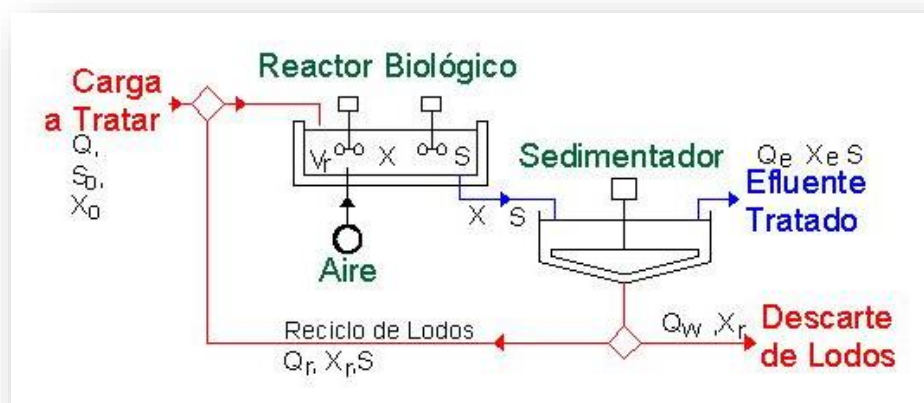 Reactor Biológico
Carga
a Tratar
Q,
S0,
X0
Vr X S
Sedimentador
Qe Xe S
Efluente
Tratado
X S
Aire
Reciclo de Lodos
Qr, Xr,S
Qw ,Xr
Descarte
de Lodos